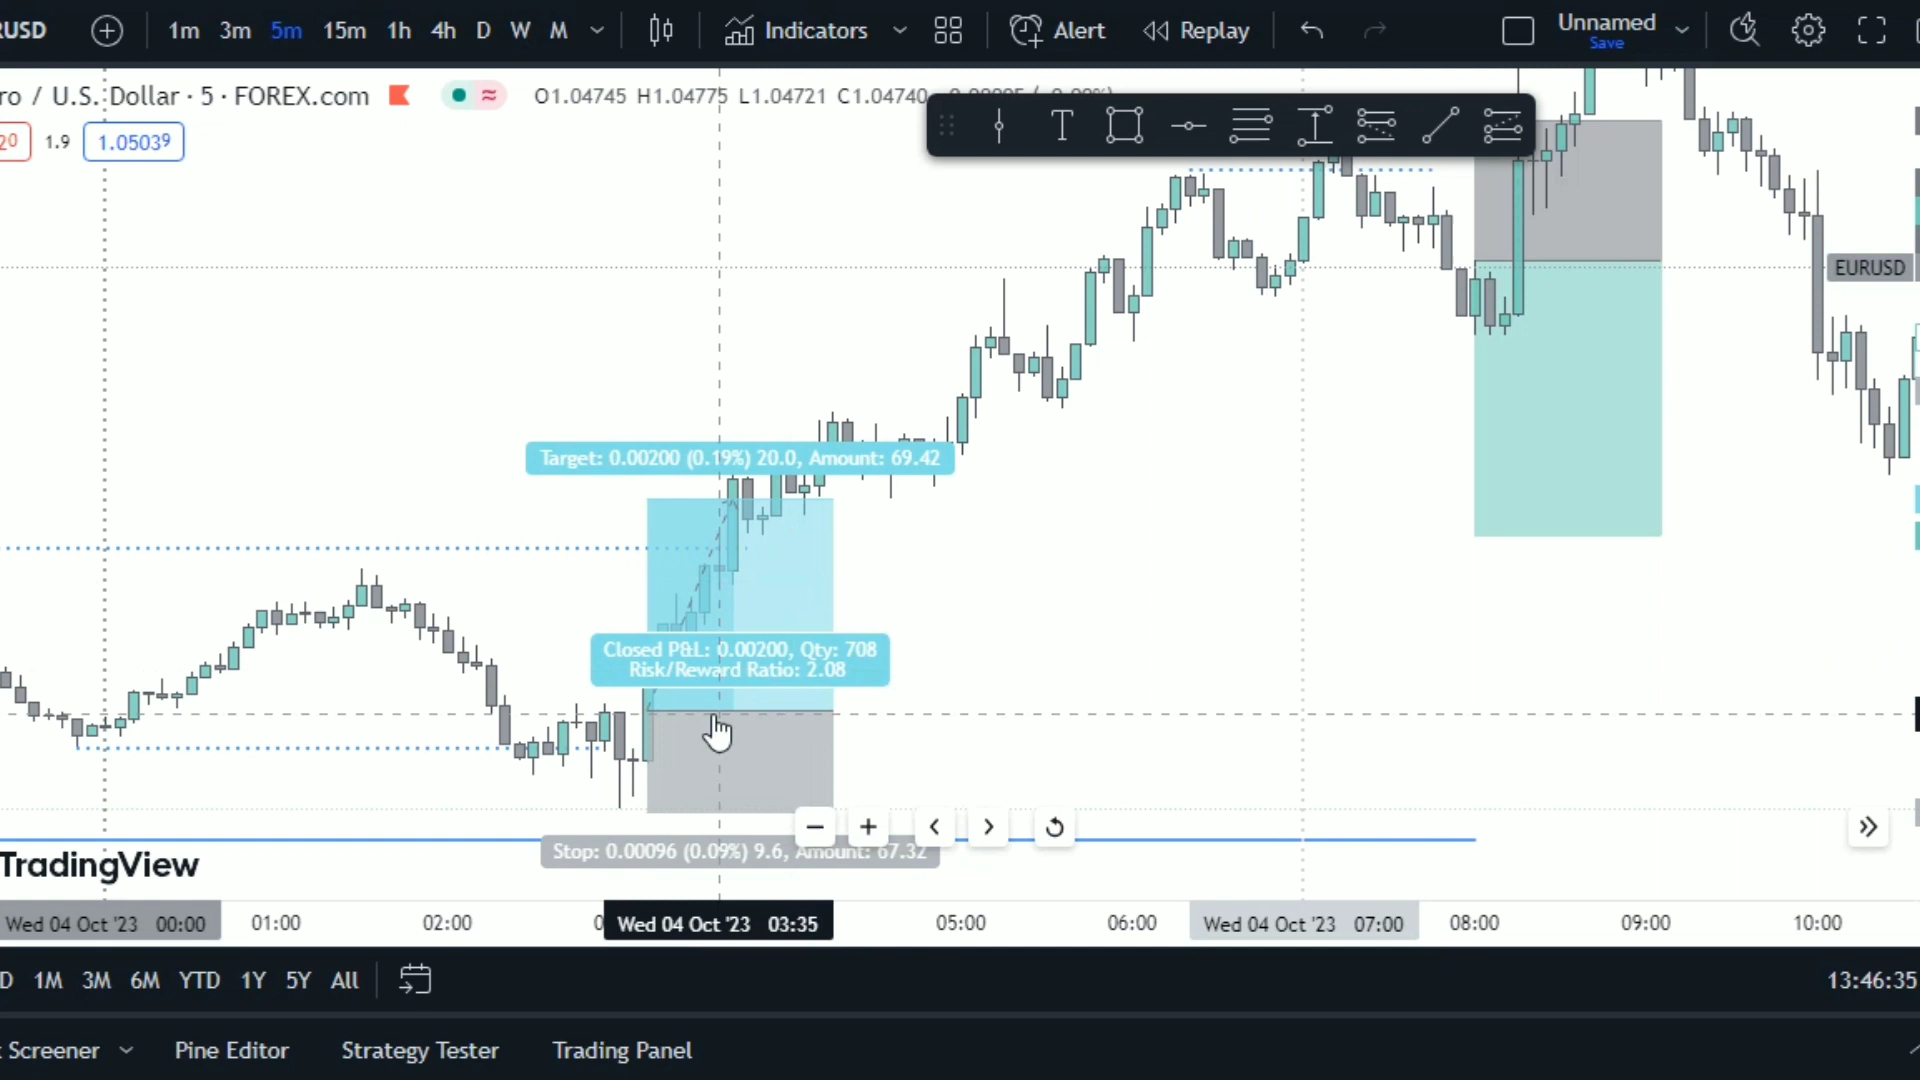 USD 1m 3m 5m 15m 1h 4h D W M Indicators Alert Replay Unnamed
Save
ro / U.S. Dollar · 5 · FOREX.com O1.04745 H1.04775 L1.04721 C1.04740
20 1.9 1.05039
EURUSD
Target: 0.00200 (0.19%) 20.0, Amount: 69.42
Closed P&L: 0.00200, Qty: 708
Risk/Reward Ratio: 2.08
Stop: 0.00096 (0.09%) 9.6, Amount: 67.32
TradingView
Wed 04 Oct '23 00:00 01:00 02:00 0 Wed 04 Oct '23 03:35 05:00 06:00 Wed 04 Oct '23 07:00 08:00 09:00 10:00
D 1M 3M 6M YTD 1Y 5Y All 13:46:35
Screener Pine Editor Strategy Tester Trading Panel